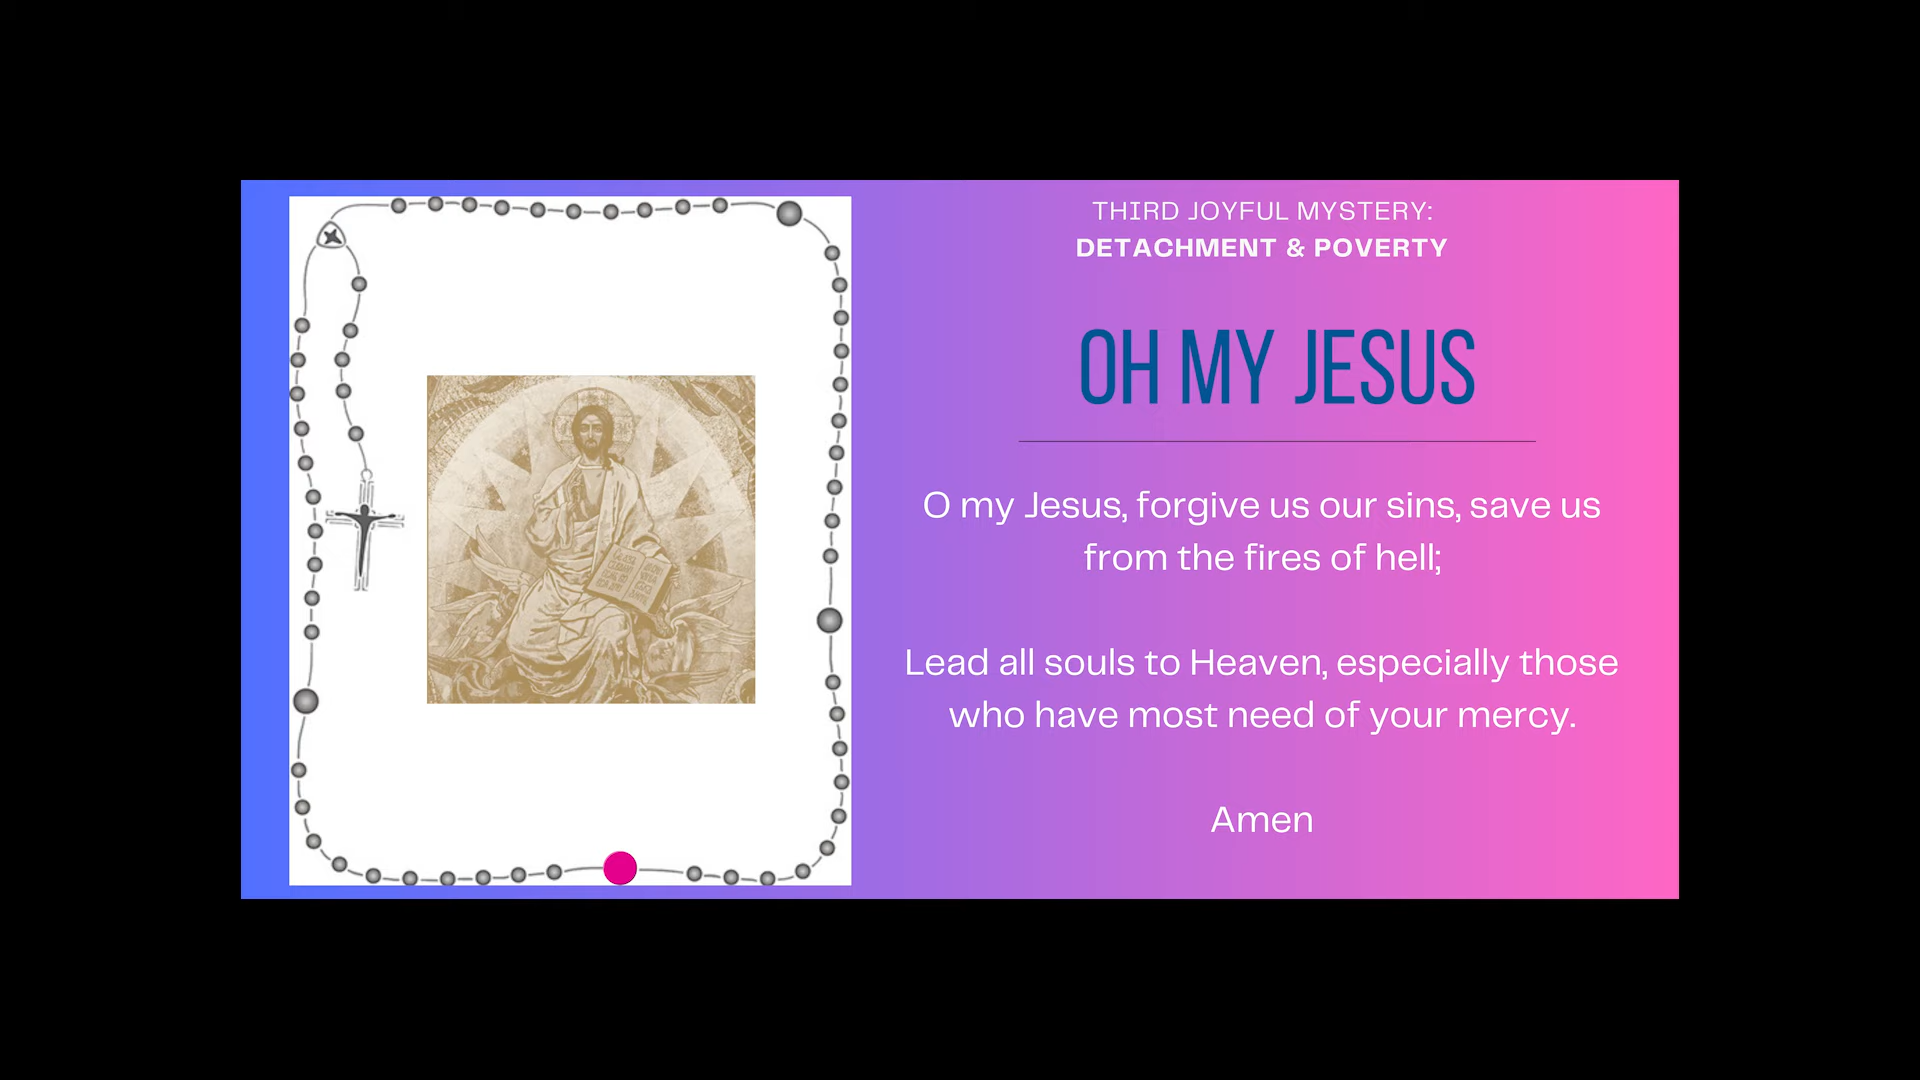 THIRD JOYFUL MYSTERY:
DETACHMENT & POVERTY
OH MY JESUS
O my Jesus, forgive us our sins, save us
from the fires of hell;
Lead all souls to Heaven, especially those
who have most need of your mercy.
Amen